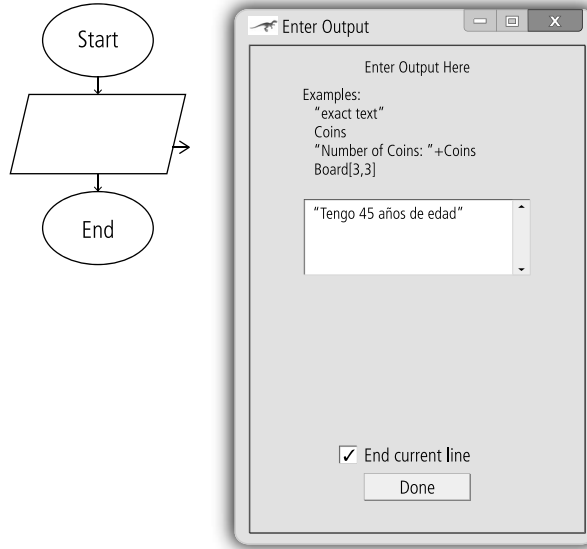 Start
End
Enter Output
X
Enter Output Here
Examples:
“exact text”
Coins
“Number of Coins: ”+Coins
Board[3,3]
“Tengo 45 años de edad”
End current line
Done